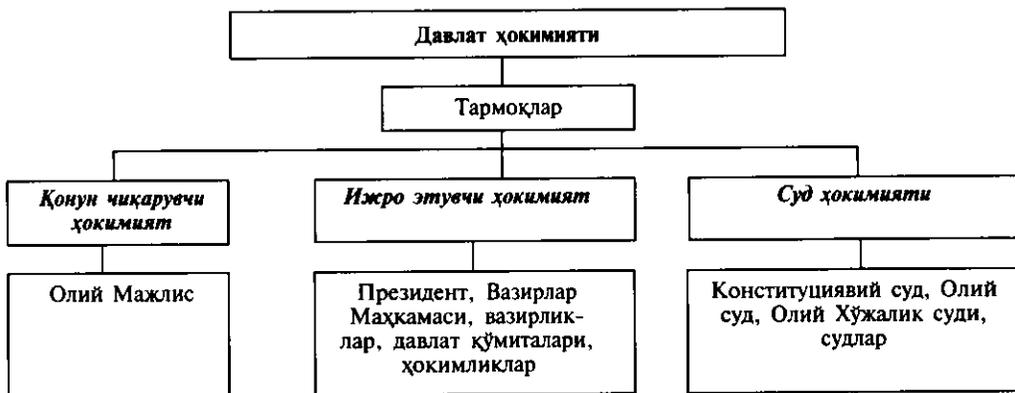 Давлат ҳокимияти
Тармоқлар
Қонун чиқарувчи
ҳокимият
Ижро этувчи ҳокимият
Суд ҳокимияти
Олий Мажлис
Президент, Вазирлар
Маҳкамаси, вазирлик-
лар, давлат қўмиталари,
ҳокимликлар
Конституциявий суд, Олий
суд, Олий Хўжалик суди,
судлар